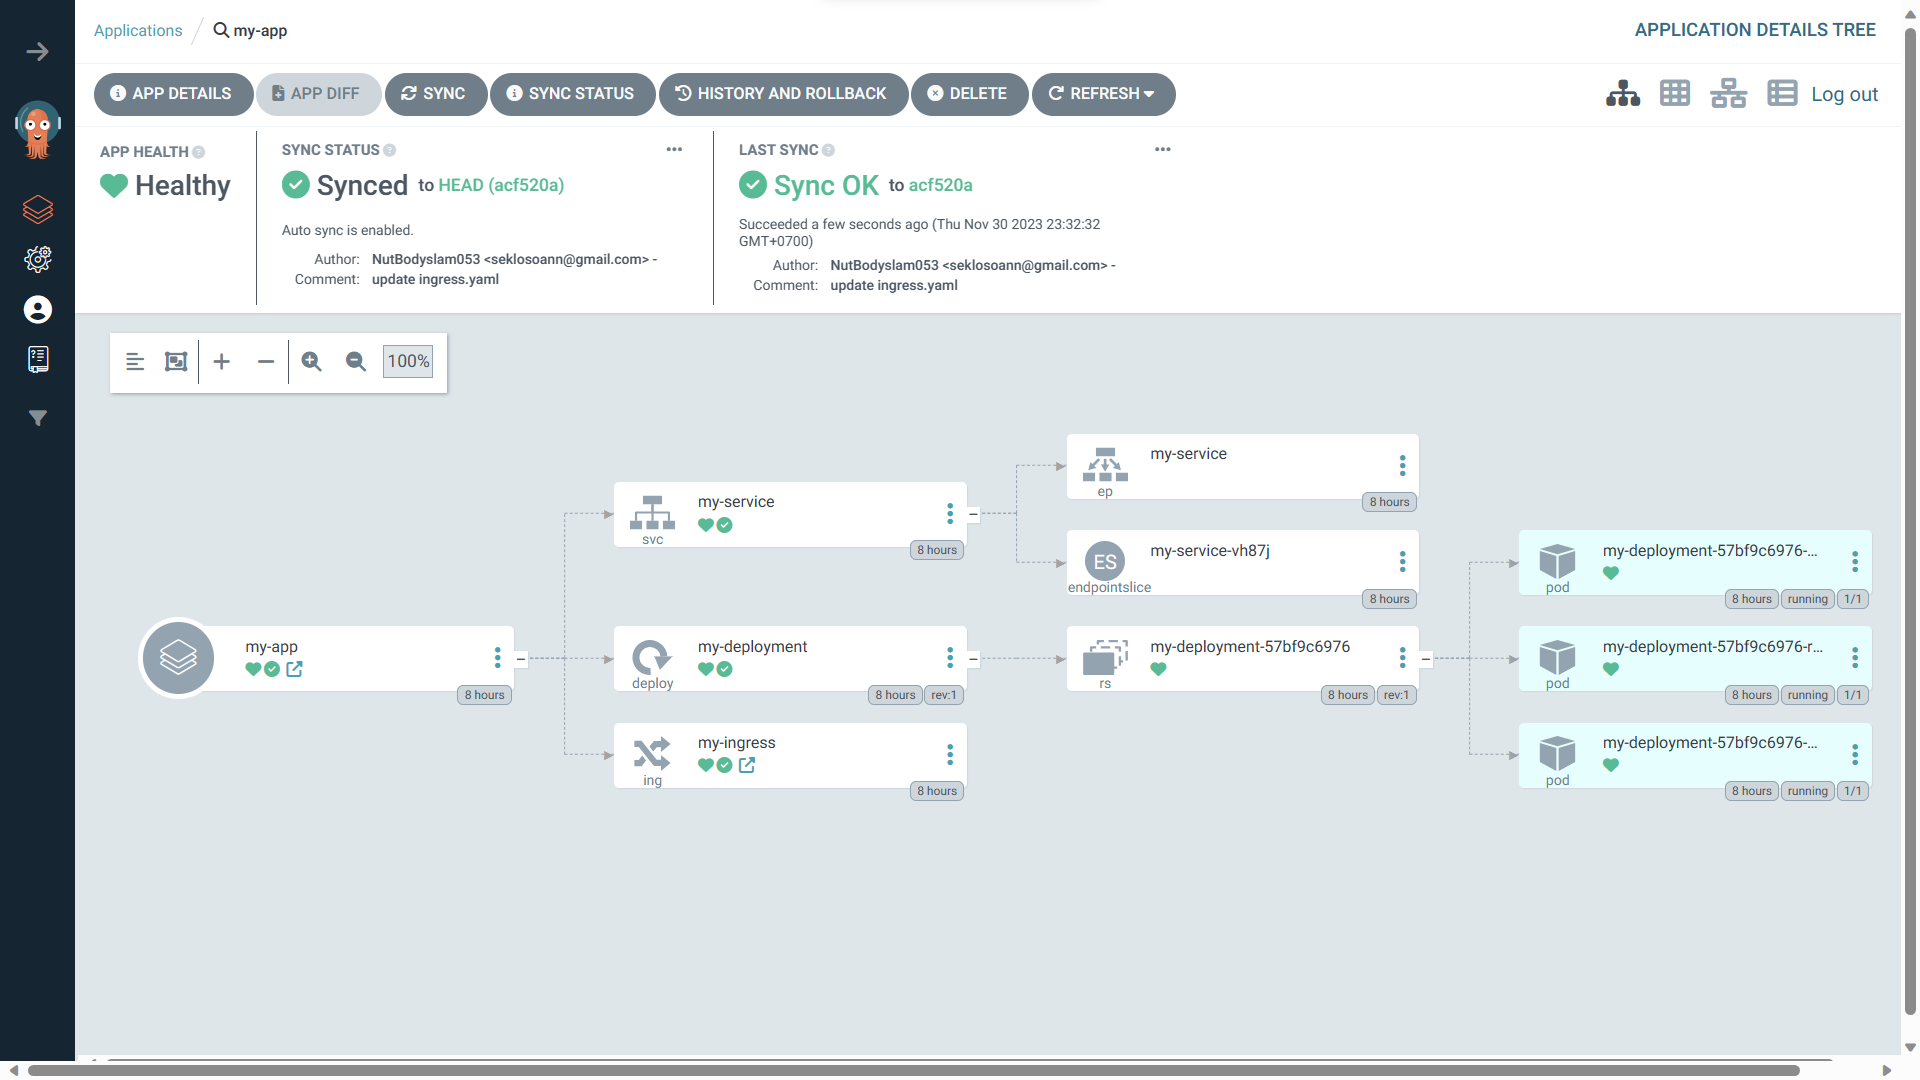 Applications my-app APPLICATION DETAILS TREE
APP DETAILS APP DIFF SYNC SYNC STATUS HISTORY AND ROLLBACK DELETE REFRESH Log out
APP HEALTH
Healthy
SYNC STATUS
Synced to HEAD (acf520a)
Auto sync is enabled.
Author: NutBodyslam053 <seklosoann@gmail.com> -
Comment: update ingress.yaml
LAST SYNC
Sync OK to acf520a
Succeeded a few seconds ago (Thu Nov 30 2023 23:32:32
GMT+0700)
Author: NutBodyslam053 <seklosoann@gmail.com> -
Comment: update ingress.yaml
100%
my-app
8 hours
my-service
svc
8 hours
my-deployment
deploy
8 hours rev:1
my-ingress
ing
8 hours
my-service
ep
8 hours
ES
my-service-vh87j
endpointslice
8 hours
my-deployment-57bf9c6976
rs
8 hours rev:1
my-deployment-57bf9c6976-...
pod
8 hours running 1/1
my-deployment-57bf9c6976-r...
pod
8 hours running 1/1
my-deployment-57bf9c6976-...
pod
8 hours running 1/1